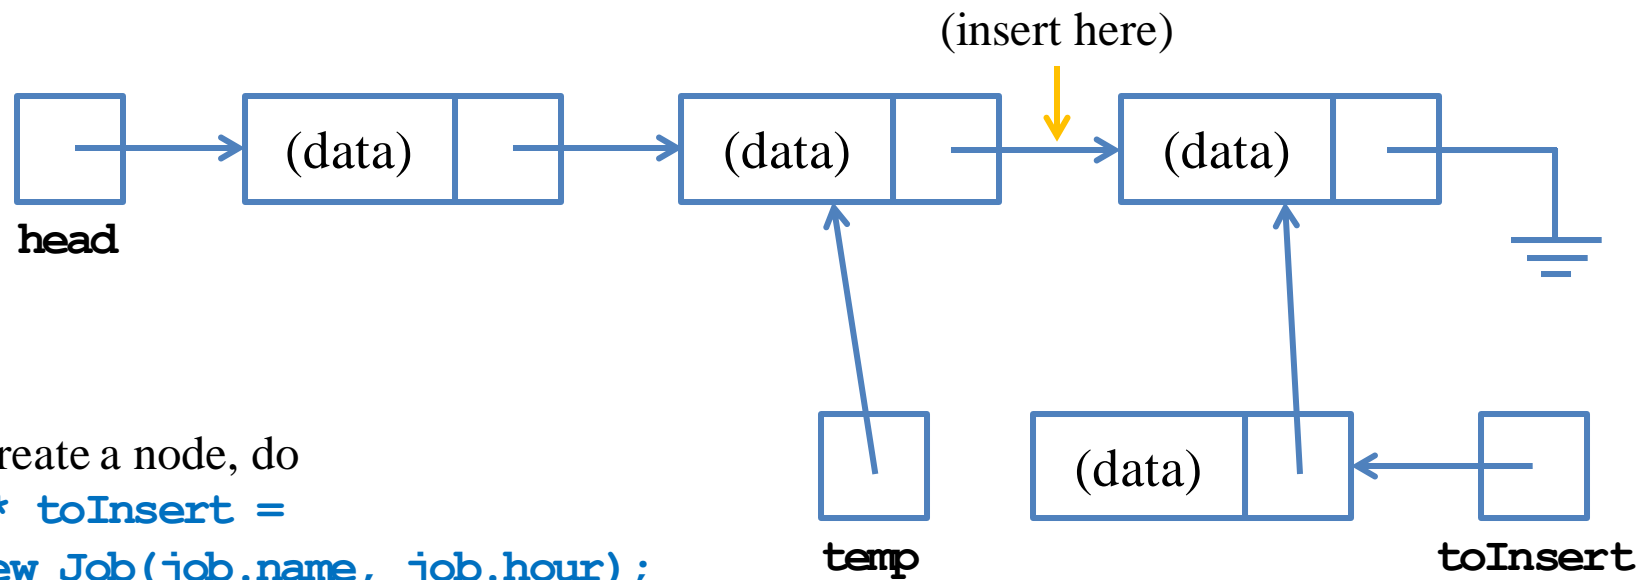 (insert here)
(data) (data) (data)
head
reate a node, do
* toInsert =
ew Job(job.name, job.hour);
(data)
temp
toInsert